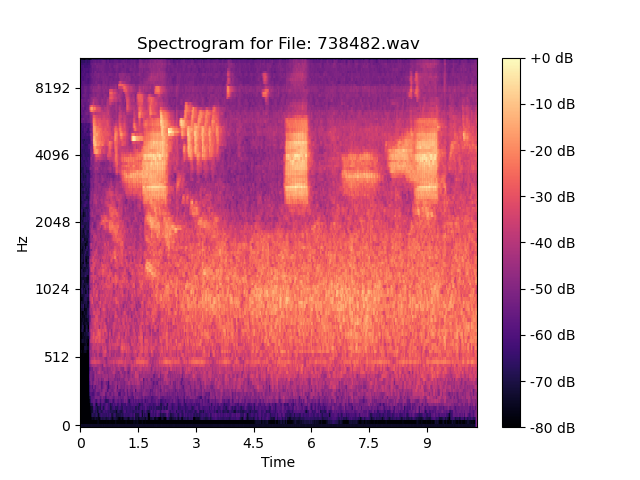 Spectrogram for File: 738482.wav
Hz
8192
4096
2048
1024
512
0
0 1.5 3 4.5 6 7.5 9
Time
+0 dB
-10 dB
-20 dB
-30 dB
-40 dB
-50 dB
-60 dB
-70 dB
-80 dB